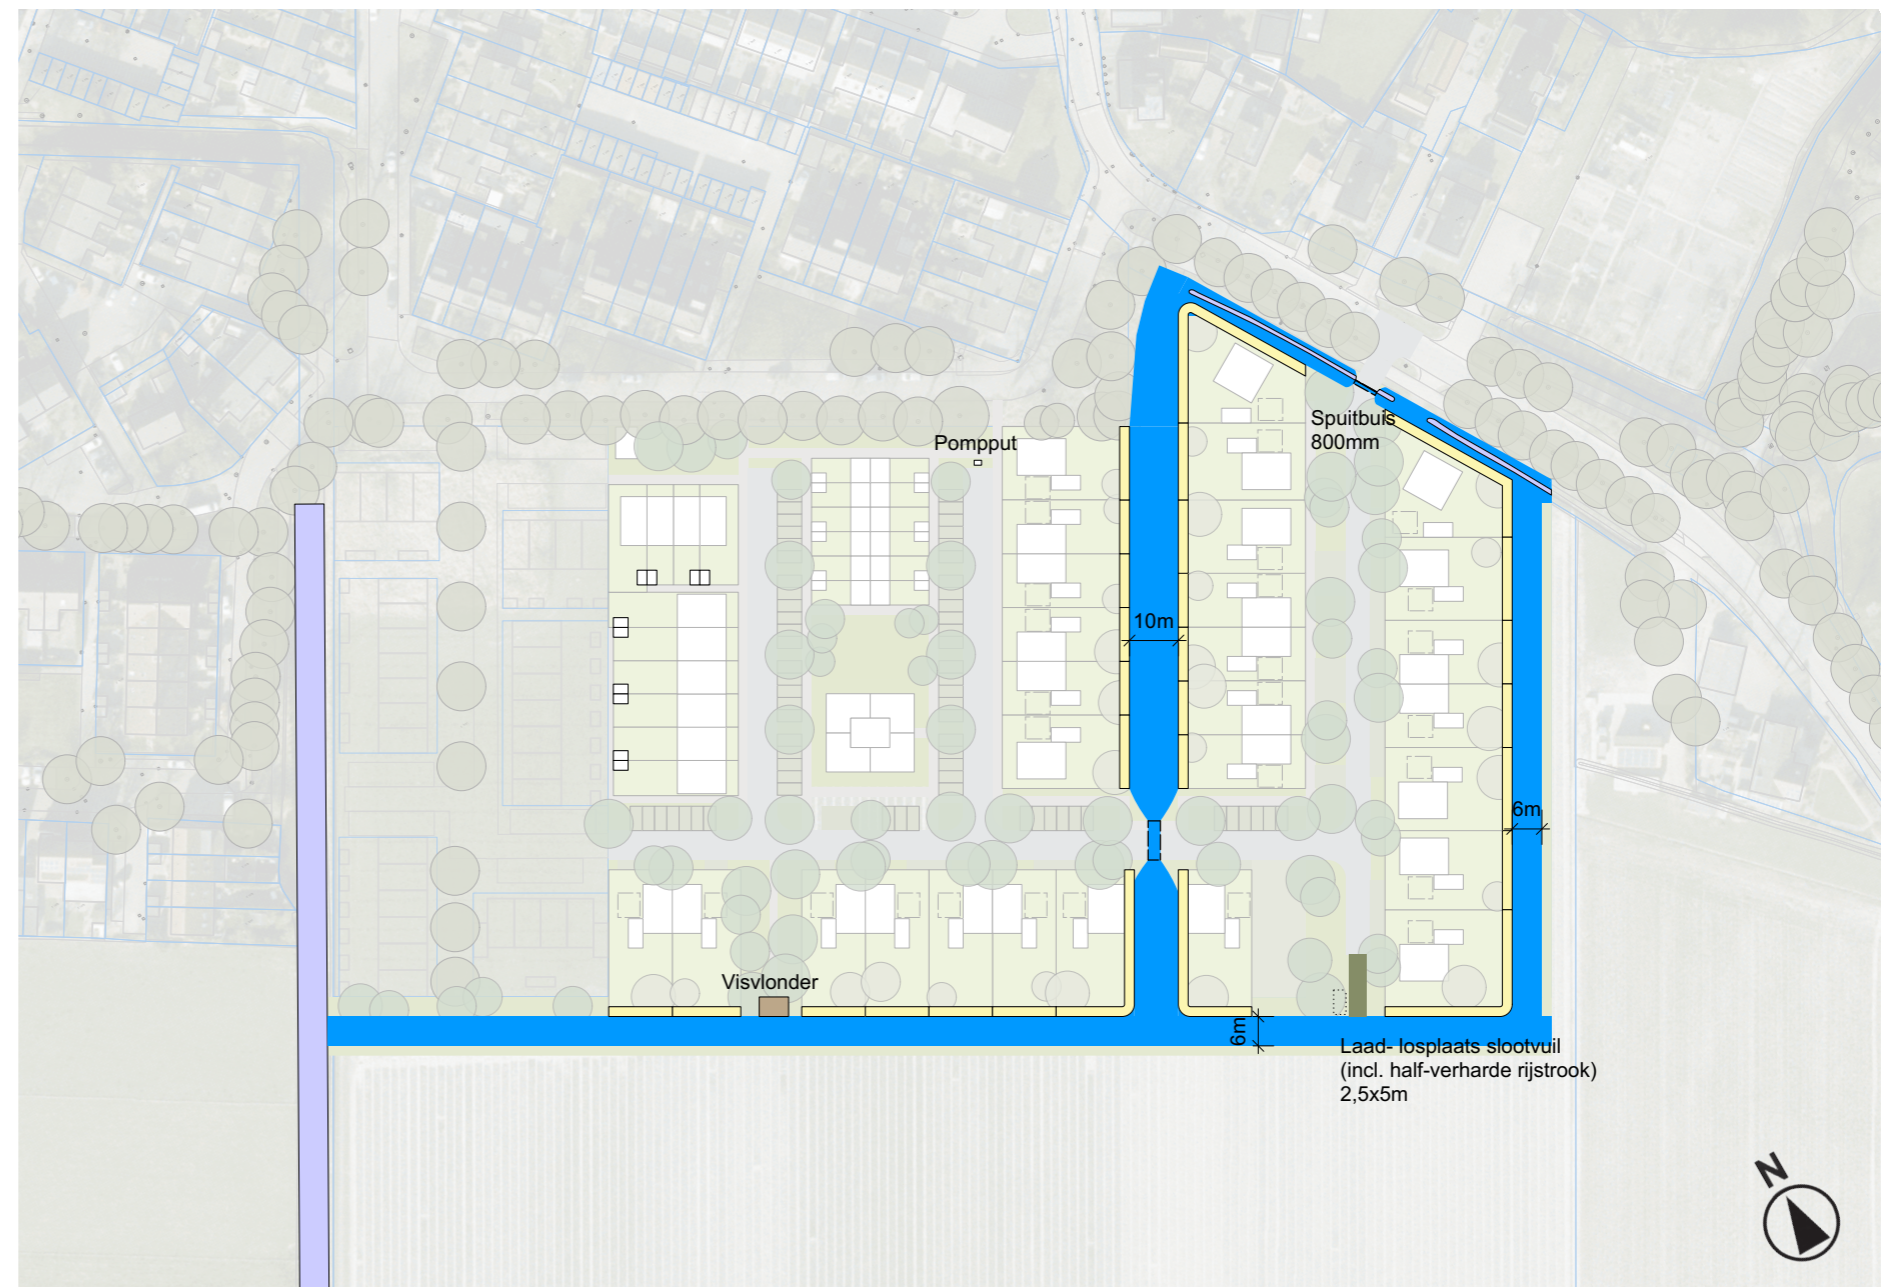 Spuitbuis
800mm
Pompput
10m
6m
Visvlonder
6m
Laad- losplaats slootvuil
(incl. half-verharde rijstrook)
2,5x5m
N